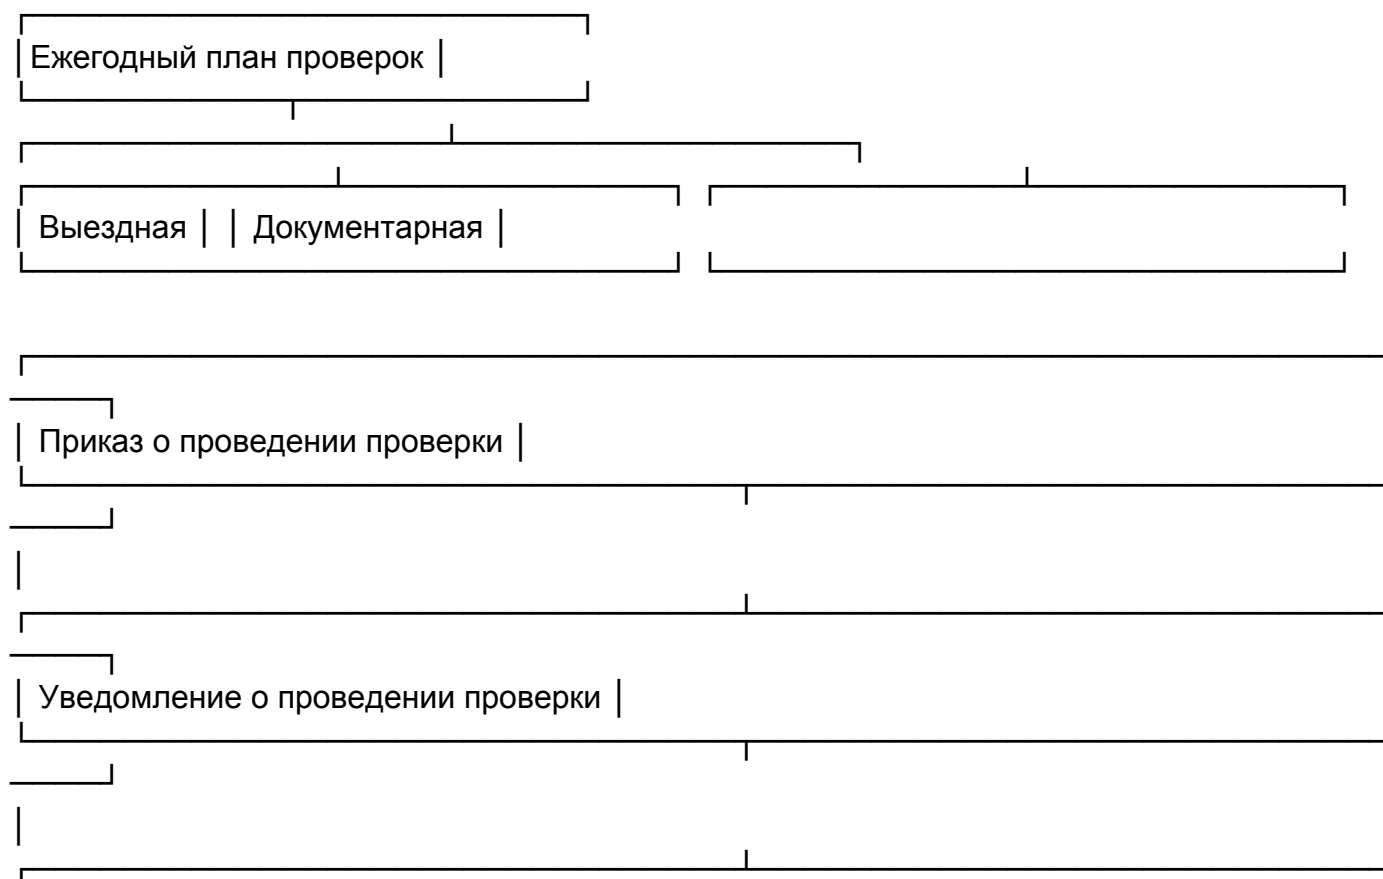 Ежегодный план проверок
Выездная Документарная
Приказ о проведении проверки
Уведомление о проведении проверки